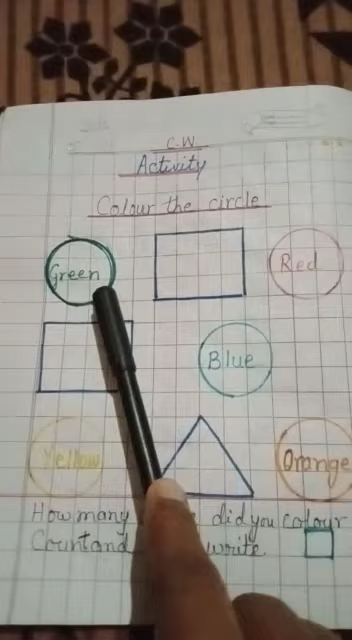 C.W
Activity
Colour the circle
Green
Red
Blue
Yellow
Orange
How many did you colour
Count and write